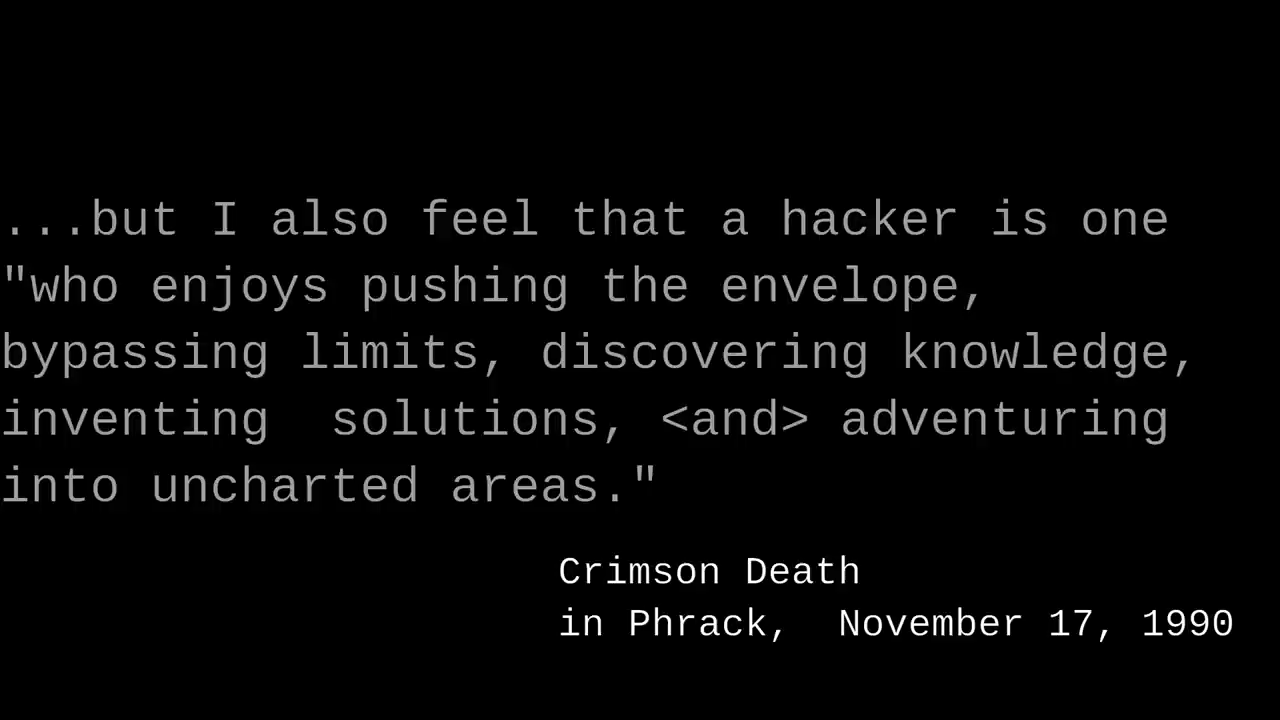 ...but I also feel that a hacker is one
"who enjoys pushing the envelope,
bypassing limits, discovering knowledge,
inventing  solutions, <and> adventuring
into uncharted areas."
Crimson Death
in Phrack,  November 17, 1990